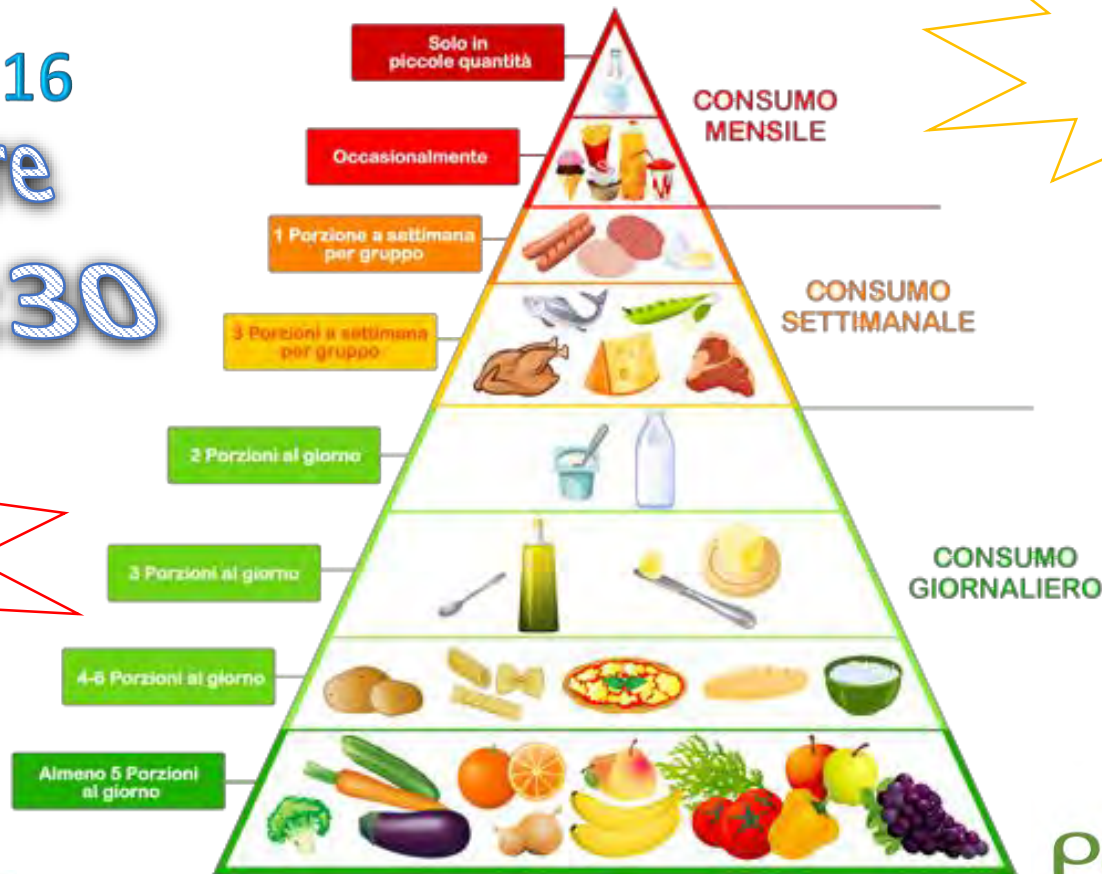 16
re
:30
Solo in
piccole quantità
Occasionalmente
1 Porzione a settimana
per gruppo
3 Porzioni a settimana
per gruppo
2 Porzioni al giorno
3 Porzioni al giorno
4-6 Porzioni al giorno
Almeno 5 Porzioni
al giorno
CONSUMO
MENSILE
CONSUMO
SETTIMANALE
CONSUMO
GIORNALIERO